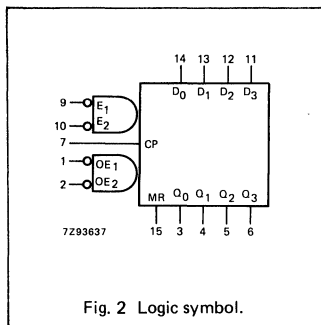 14 13 12 11
D0 D1 D2 D3
9 E1
10 E2
7 CP
1 OE1
2 OE2
MR Q0 Q1 Q2 Q3
7Z93637 15 3 4 5 6
Fig. 2 Logic symbol.